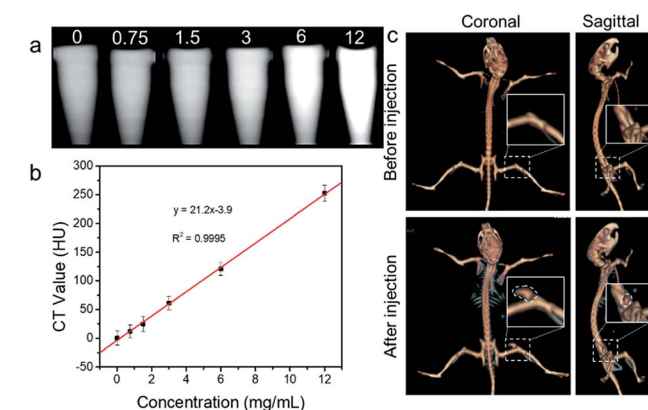 a
0 0.75 1.5 3 6 12
b
CT Value (HU)
300
250
200
150
100
50
0
-50
y = 21.2x-3.9
R² = 0.9995
0 2 4 6 8 10 12
Concentration (mg/mL)
c
Coronal Sagittal
Before injection
After injection